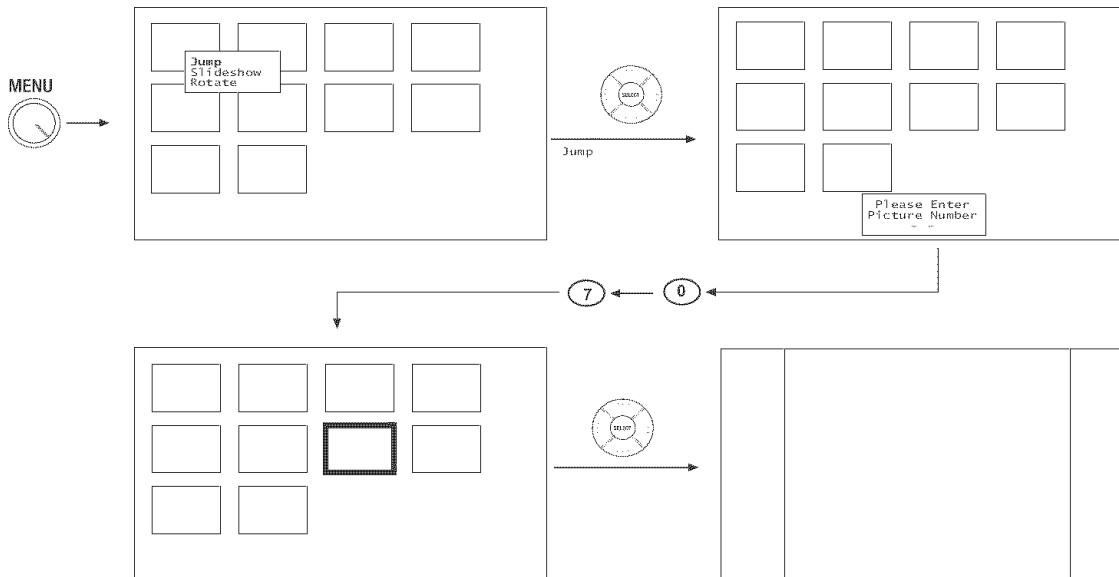 MENU
Jump
Slideshow
Rotate
SELECT
Jump
Please Enter
Picture Number
- -
0
7
SELECT